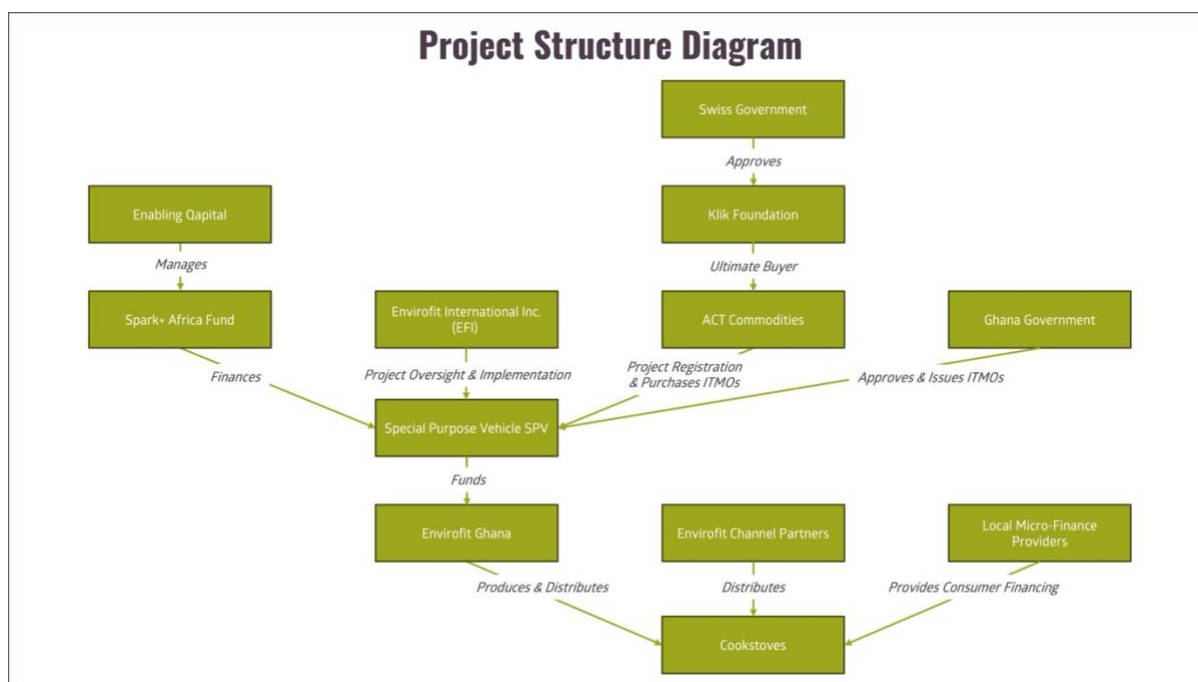 Project Structure Diagram
Swiss Government
Approves
Enabling Qapital
Klik Foundation
Manages
Ultimate Buyer
Spark+ Africa Fund
Envirofit International Inc.
(EFI)
ACT Commodities
Ghana Government
Finances
Project Oversight & Implementation
Project Registration
& Purchases ITMOs
Approves & Issues ITMOs
Special Purpose Vehicle SPV
Funds
Envirofit Ghana
Envirofit Channel Partners
Local Micro-Finance
Providers
Produces & Distributes
Distributes
Provides Consumer Financing
Cookstoves